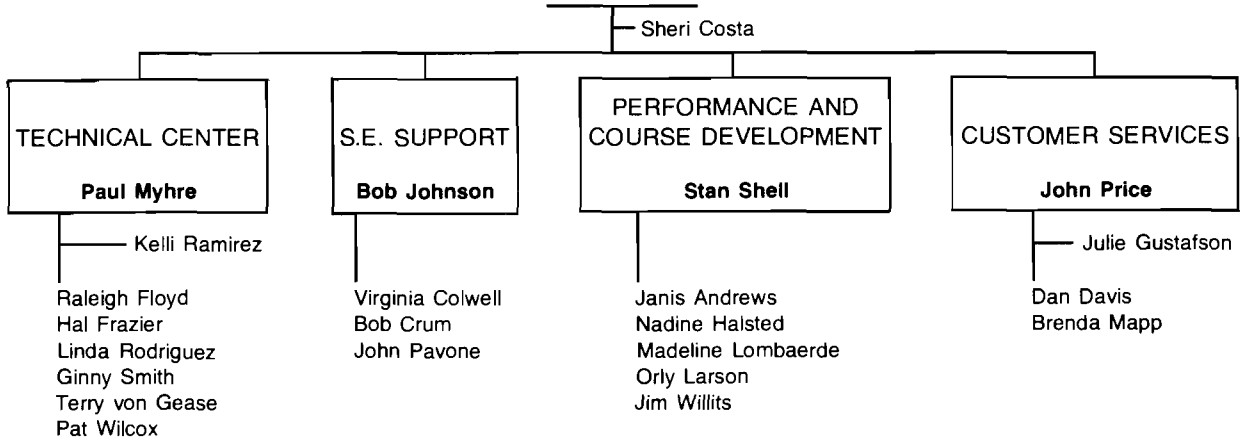 Sheri Costa
TECHNICAL CENTER
Paul Myhre
Kelli Ramirez
Raleigh Floyd
Hal Frazier
Linda Rodriguez
Ginny Smith
Terry von Gease
Pat Wilcox
S.E. SUPPORT
Bob Johnson
Virginia Colwell
Bob Crum
John Pavone
PERFORMANCE AND
COURSE DEVELOPMENT
Stan Shell
Janis Andrews
Nadine Halsted
Madeline Lombaerde
Orly Larson
Jim Willits
CUSTOMER SERVICES
John Price
Julie Gustafson
Dan Davis
Brenda Mapp